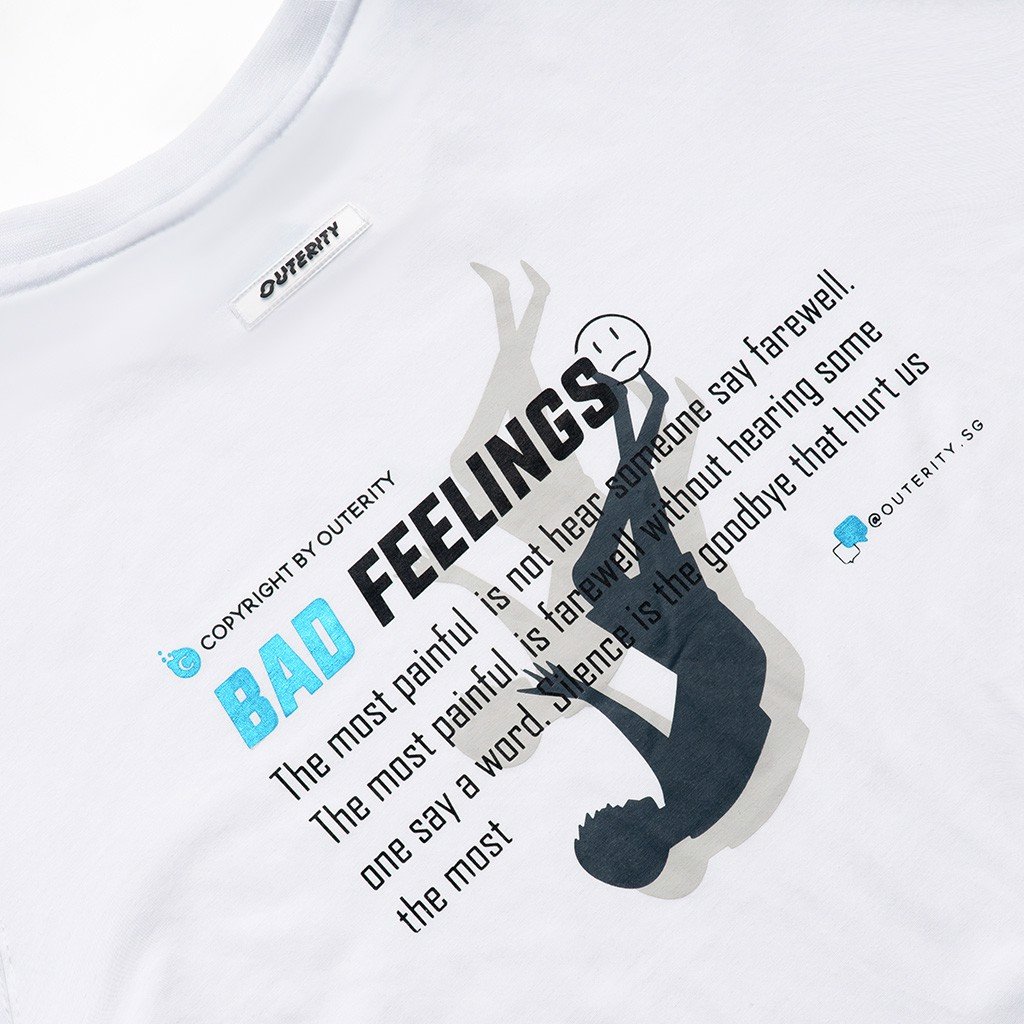 OUTERITY
COPYRIGHT BY OUTERITY
BAD FEELINGS
The most painful is not hear someone say farewell.
The most painful is farewell without hearing some
one say a word. Silence is the goodbye that hurt us
the most
@OUTERITY.SG